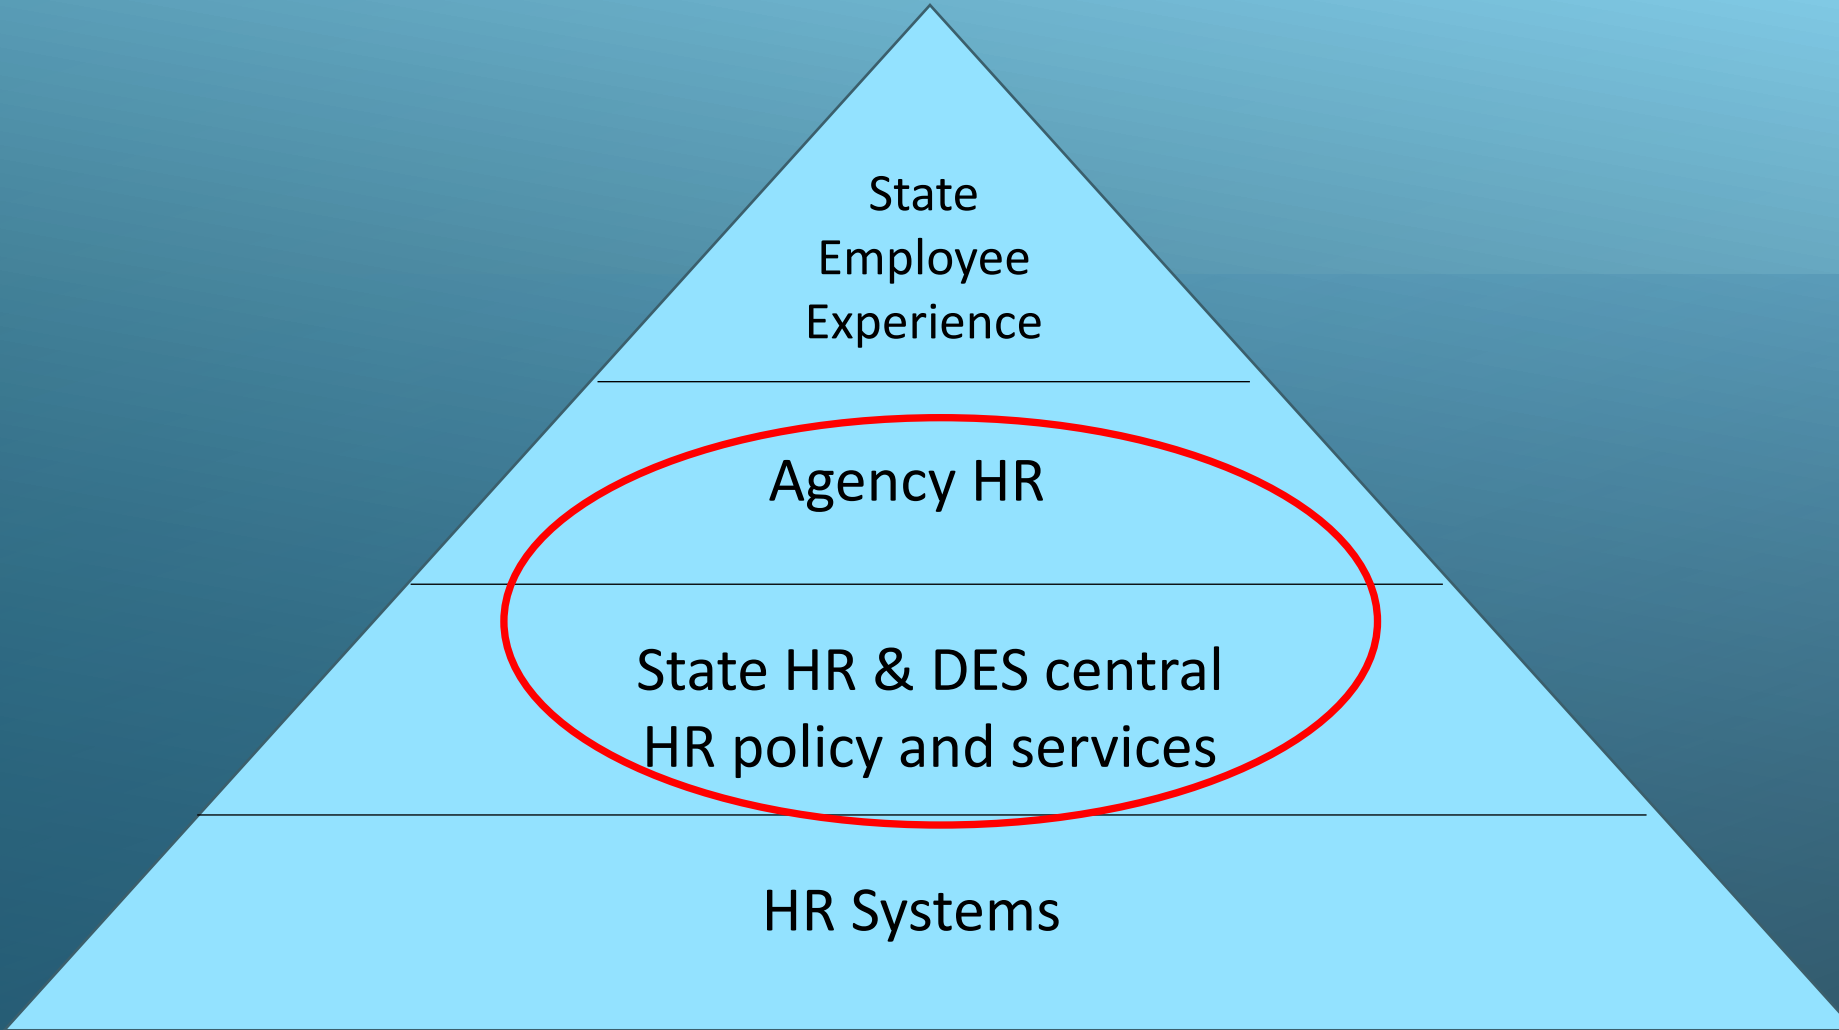 State
Employee
Experience
Agency HR
State HR & DES central
HR policy and services
HR Systems